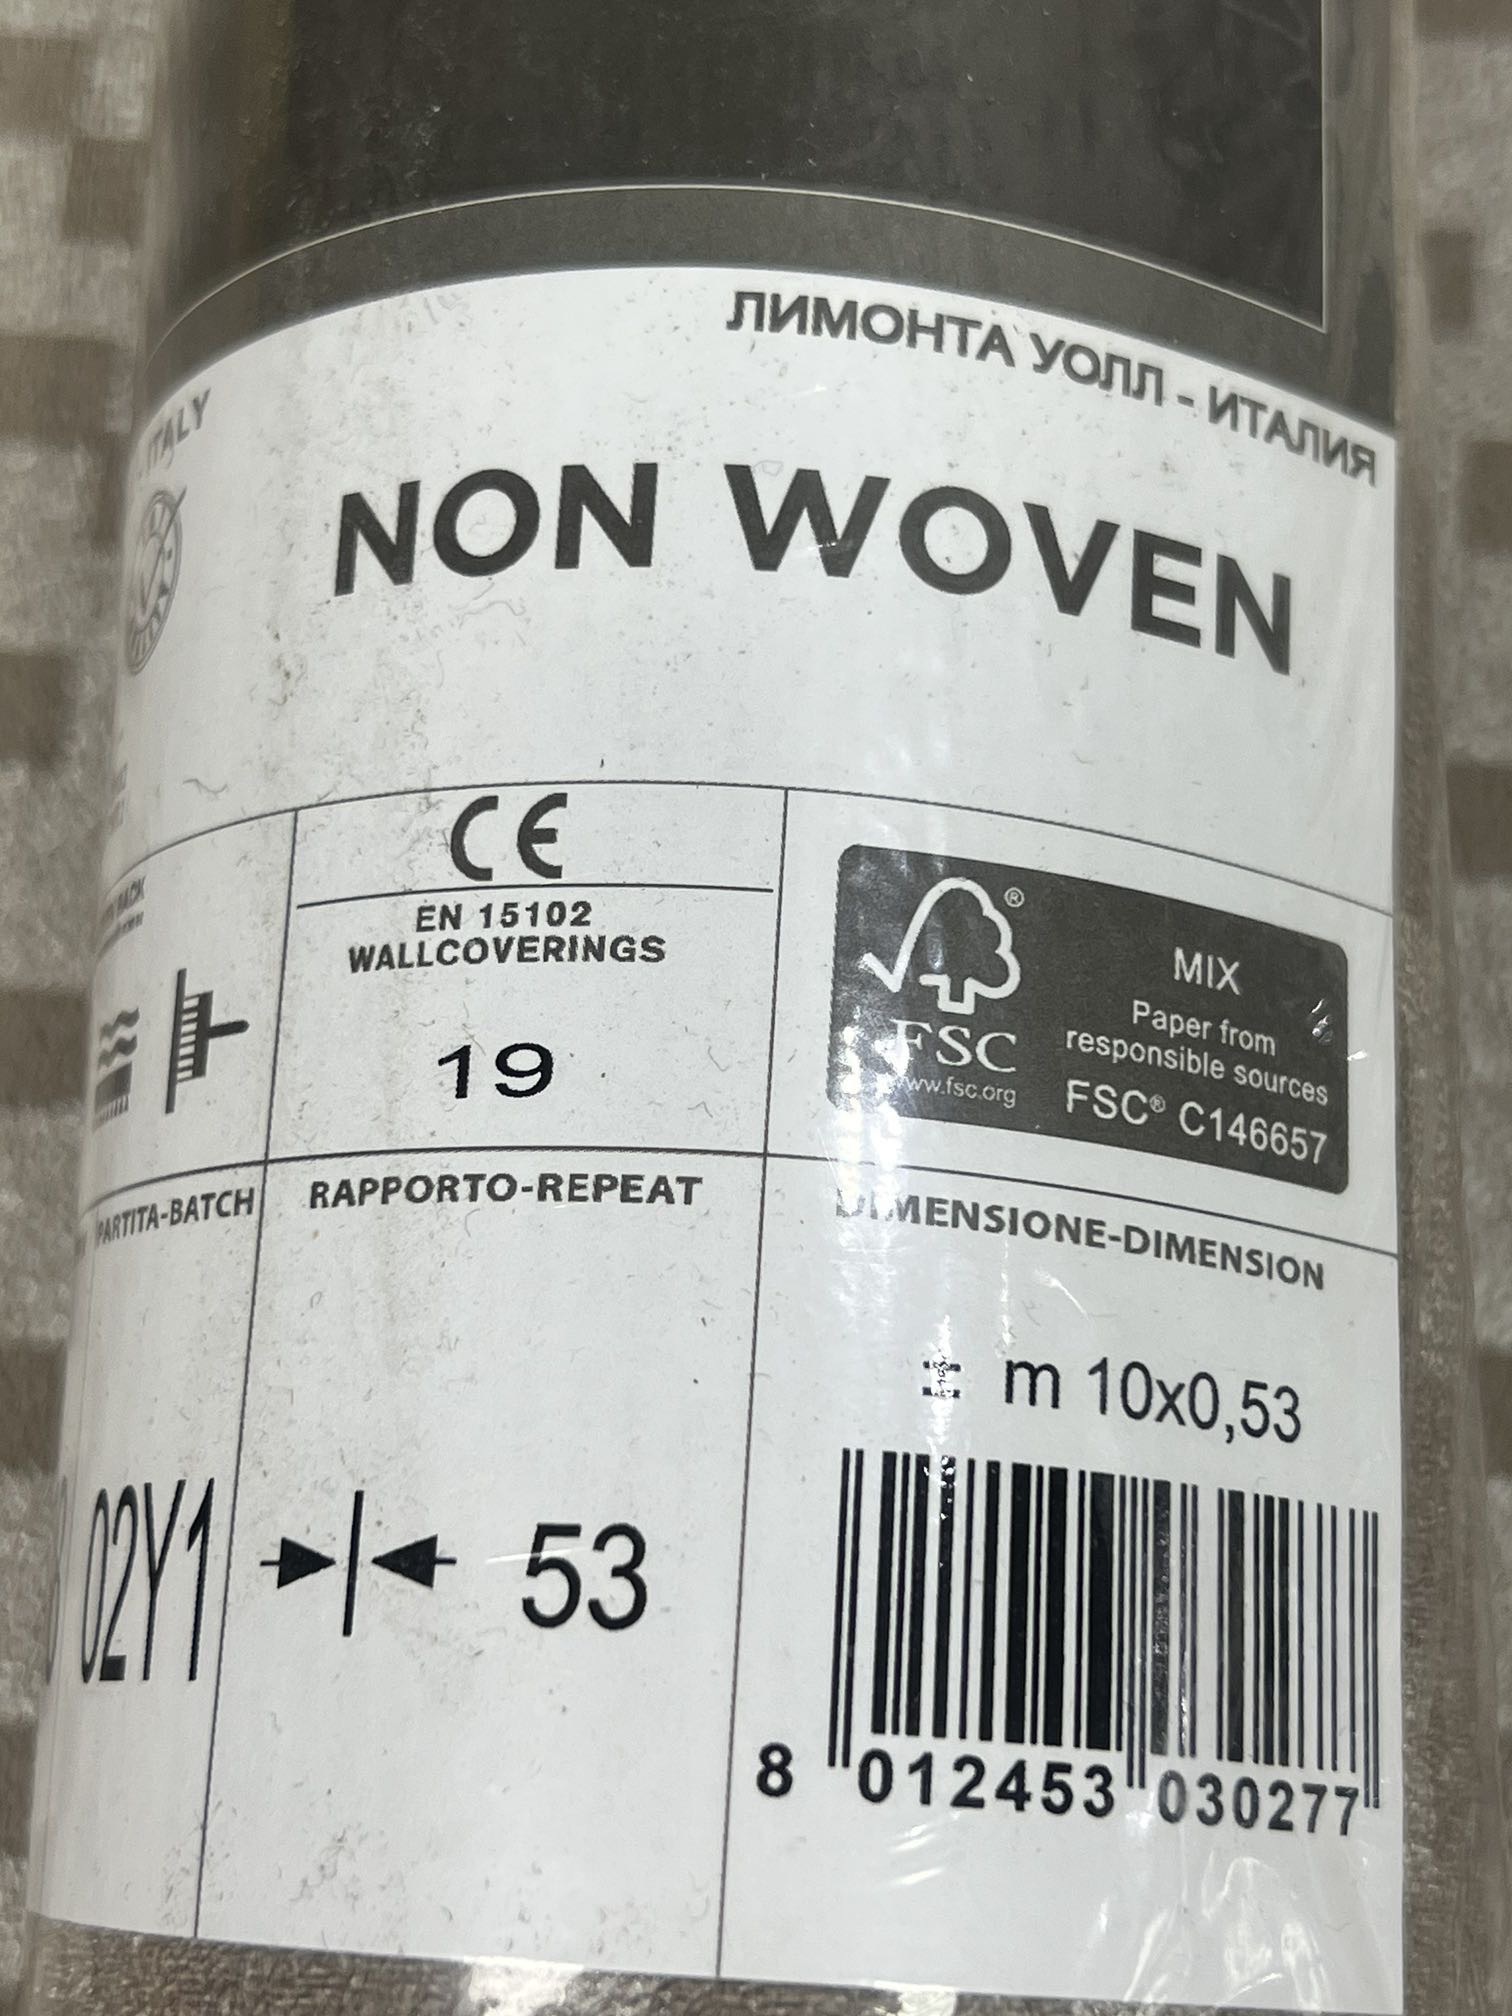 ЛИМОНТА УОЛЛ - ИТАЛИЯ
ITALY
NON WOVEN
CE
EN 15102
WALLCOVERINGS
19
FSC
www.fsc.org
MIX
Paper from
responsible sources
FSC® C146657
PARTITA-BATCH
RAPPORTO-REPEAT
DIMENSIONE-DIMENSION
02Y1
53
m 10x0,53
8 012453 030277